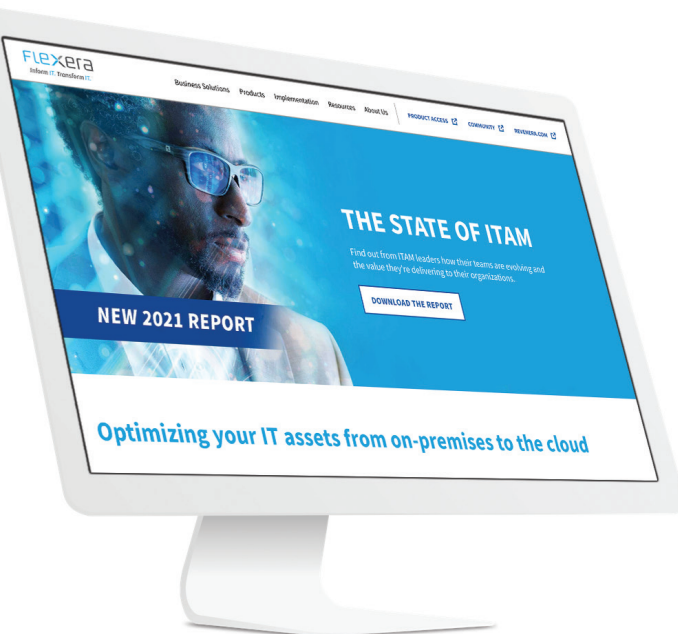 FLEXera
Inform IT. Transform IT.
Business Solutions Products Implementation Resources About Us PRODUCT ACCESS COMMUNITY REVENERA.COM
THE STATE OF ITAM
Find out from ITAM leaders how their teams are evolving and
the value they're delivering to their organizations.
DOWNLOAD THE REPORT
NEW 2021 REPORT
Optimizing your IT assets from on-premises to the cloud